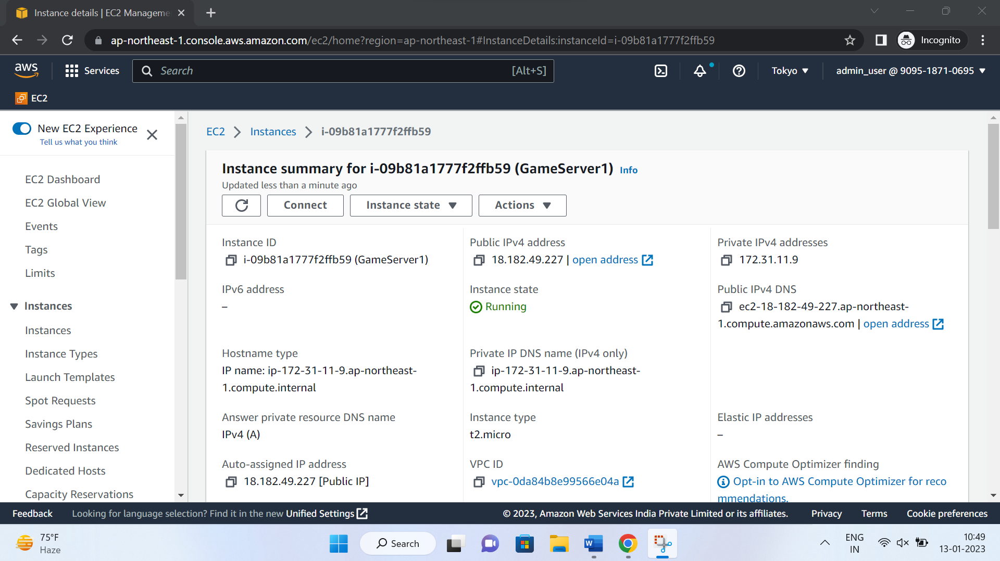 Instance details | EC2 Manageme
ap-northeast-1.console.aws.amazon.com/ec2/home?region=ap-northeast-1#InstanceDetails:instanceId=i-09b81a1777f2ffb59
Incognito
aws
Services
Search
[Alt+S]
Tokyo
admin_user @ 9095-1871-0695
EC2
New EC2 Experience
Tell us what you think
EC2 Dashboard
EC2 Global View
Events
Tags
Limits
Instances
Instances
Instance Types
Launch Templates
Spot Requests
Savings Plans
Reserved Instances
Dedicated Hosts
Capacity Reservations
EC2 > Instances > i-09b81a1777f2ffb59
Instance summary for i-09b81a1777f2ffb59 (GameServer1) Info
Updated less than a minute ago
Connect
Instance state
Actions
Instance ID
i-09b81a1777f2ffb59 (GameServer1)
Public IPv4 address
18.182.49.227 | open address
Private IPv4 addresses
172.31.11.9
IPv6 address
–
Instance state
Running
Public IPv4 DNS
ec2-18-182-49-227.ap-northeast-
1.compute.amazonaws.com | open address
Hostname type
IP name: ip-172-31-11-9.ap-northeast-
1.compute.internal
Private IP DNS name (IPv4 only)
ip-172-31-11-9.ap-northeast-
1.compute.internal
Answer private resource DNS name
IPv4 (A)
Instance type
t2.micro
Elastic IP addresses
–
Auto-assigned IP address
18.182.49.227 [Public IP]
VPC ID
vpc-0da84b8e99566e04a
AWS Compute Optimizer finding
Opt-in to AWS Compute Optimizer for reco
mmendations.
Feedback
Looking for language selection? Find it in the new Unified Settings
© 2023, Amazon Web Services India Private Limited or its affiliates.
Privacy
Terms
Cookie preferences
75°F
Haze
Search
W
ENG
IN
10:49
13-01-2023